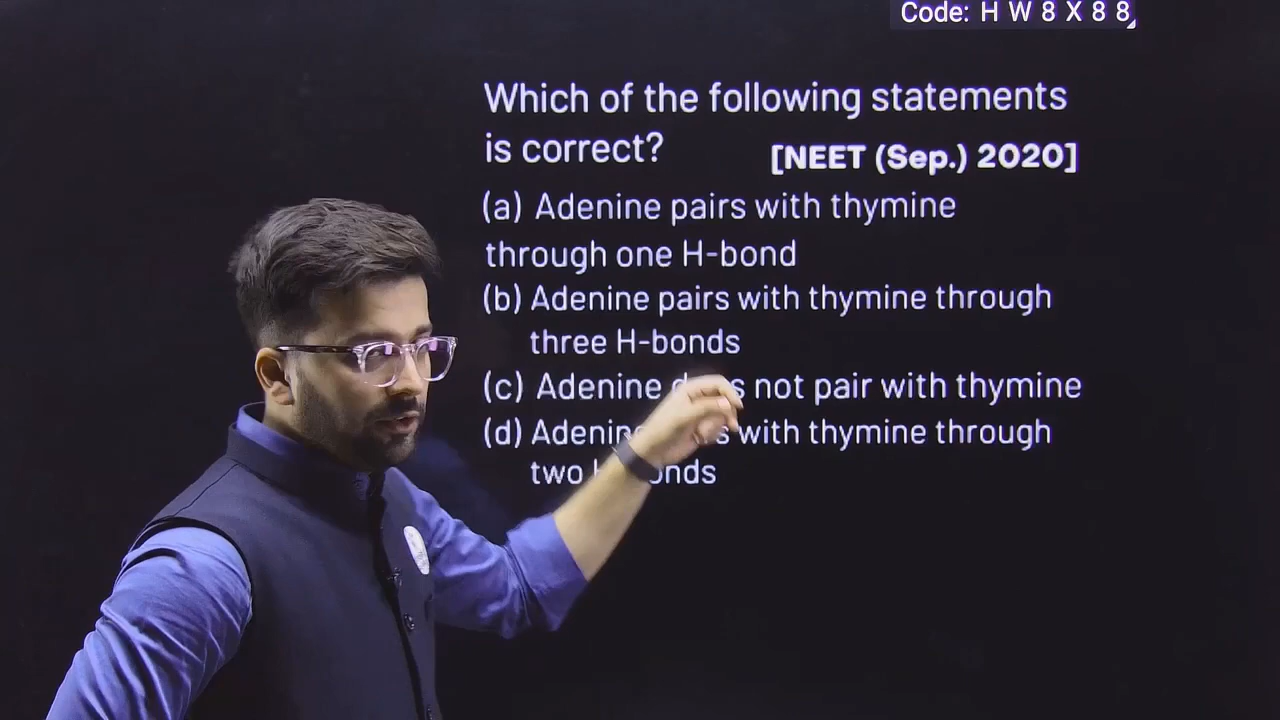 Code: H W 8 X 8 8
Which of the following statements
is correct?
[NEET (Sep.) 2020]
(a) Adenine pairs with thymine
through one H-bond
(b) Adenine pairs with thymine through
three H-bonds
(c) Adenine not pair with thymine
(d) with thymine through
two